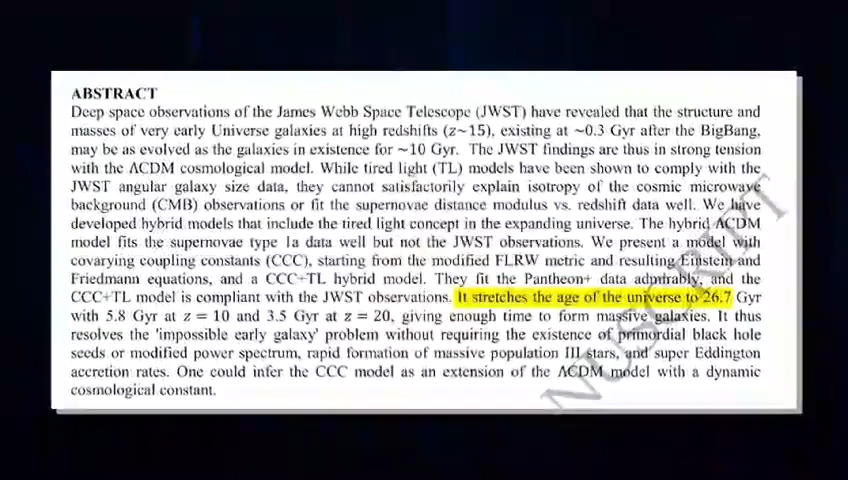 ABSTRACT
Deep space observations of the James Webb Space Telescope (JWST) have revealed that the structure and
masses of very early Universe galaxies at high redshifts (z~15), existing at ~0.3 Gyr after the BigBang,
may be as evolved as the galaxies in existence for ~10 Gyr. The JWST findings are thus in strong tension
with the ΛCDM cosmological model. While tired light (TL) models have been shown to comply with the
JWST angular galaxy size data, they cannot satisfactorily explain isotropy of the cosmic microwave
background (CMB) observations or fit the supernovae distance modulus vs. redshift data well. We have
developed hybrid models that include the tired light concept in the expanding universe. The hybrid ΛCDM
model fits the supernovae type 1a data well but not the JWST observations. We present a model with
covarying coupling constants (CCC), starting from the modified FLRW metric and resulting Einstein and
Friedmann equations, and a CCC+TL hybrid model. They fit the Pantheon+ data admirably, and the
CCC+TL model is compliant with the JWST observations. It stretches the age of the universe to 26.7 Gyr
with 5.8 Gyr at z = 10 and 3.5 Gyr at z = 20, giving enough time to form massive galaxies. It thus
resolves the 'impossible early galaxy' problem without requiring the existence of primordial black hole
seeds or modified power spectrum, rapid formation of massive population III stars, and super Eddington
accretion rates. One could infer the CCC model as an extension of the ΛCDM model with a dynamic
cosmological constant.
NUSCRIPT